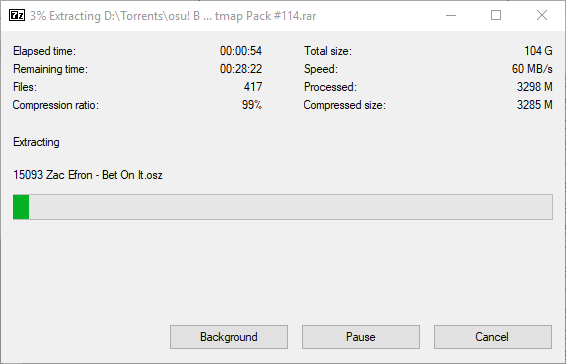 7z 3% Extracting D:\Torrents\osu! B ... tmap Pack #114.rar
Elapsed time: 00:00:54 Total size: 104 G
Remaining time: 00:28:22 Speed: 60 MB/s
Files: 417 Processed: 3298 M
Compression ratio: 99% Compressed size: 3285 M
Extracting
15093 Zac Efron - Bet On It.osz
Background Pause Cancel